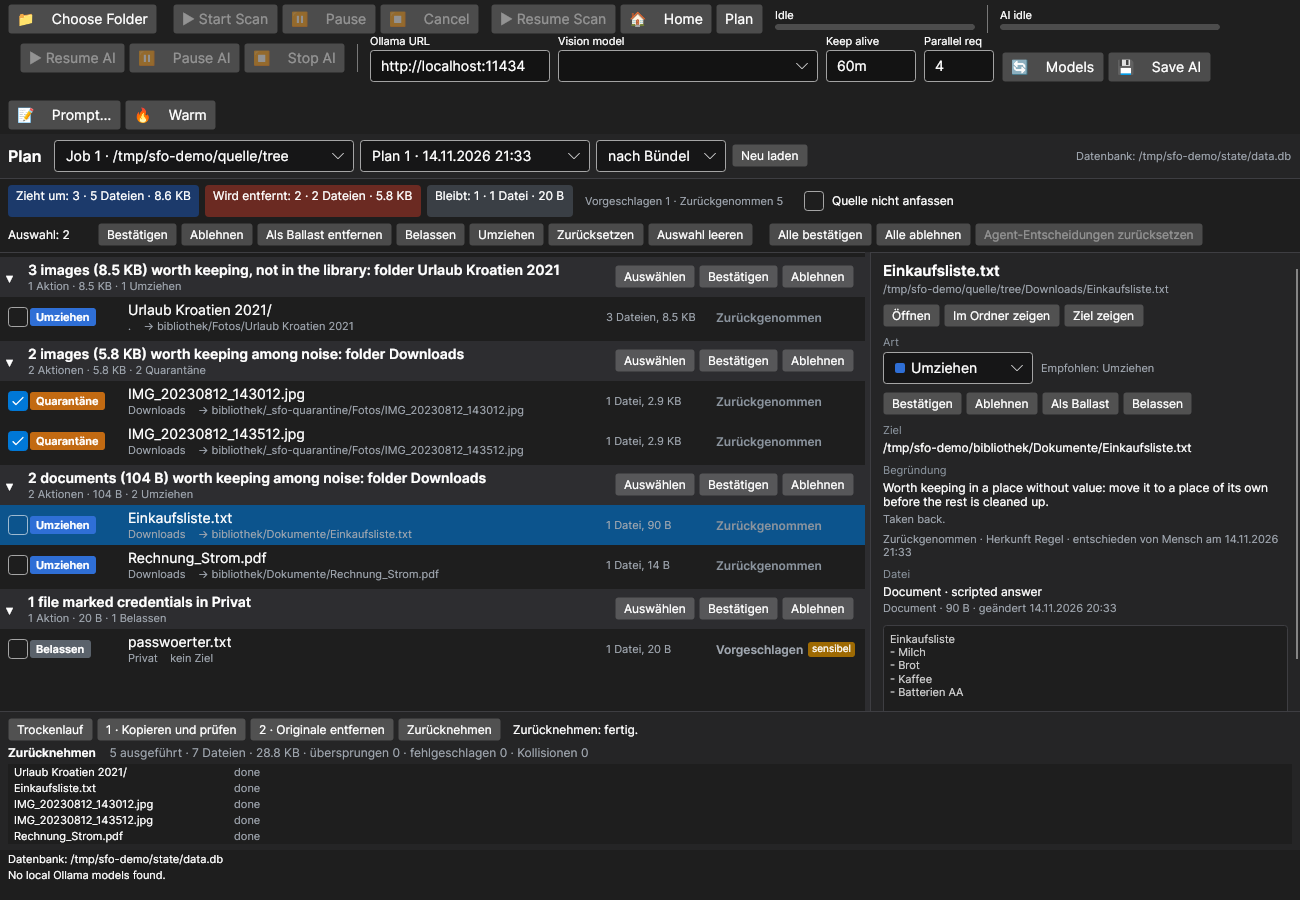 Choose Folder Start Scan Pause Cancel Resume Scan Home Plan Idle AI idle
Resume AI Pause AI Stop AI Ollama URL Vision model Keep alive Parallel req
http://localhost:11434 60m 4 Models Save AI
Prompt... Warm
Plan Job 1 · /tmp/sfo-demo/quelle/tree Plan 1 · 14.11.2026 21:33 nach Bündel Neu laden Datenbank: /tmp/sfo-demo/state/data.db
Zieht um: 3 · 5 Dateien · 8.6 KB Wird entfernt: 2 · 2 Dateien · 5.8 KB Bleibt: 1 · 1 Datei · 20 B Vorgeschlagen 1 · Zurückgenommen 5 Quelle nicht anfassen
Auswahl: 2 Bestätigen Ablehnen Als Ballast entfernen Belassen Umziehen Zurücksetzen Auswahl leeren Alle bestätigen Alle ablehnen Agent-Entscheidungen zurücksetzen
3 images (8.5 KB) worth keeping, not in the library: folder Urlaub Kroatien 2021
1 Aktion · 8.5 KB · 1 Umziehen
Auswählen Bestätigen Ablehnen
Umziehen Urlaub Kroatien 2021/
. → bibliothek/Fotos/Urlaub Kroatien 2021
3 Dateien, 8.5 KB Zurückgenommen
2 images (5.8 KB) worth keeping among noise: folder Downloads
2 Aktionen · 5.8 KB · 2 Quarantäne
Auswählen Bestätigen Ablehnen
Quarantäne IMG_20230812_143012.jpg
Downloads → bibliothek/_sfo-quarantine/Fotos/IMG_20230812_143012.jpg
1 Datei, 2.9 KB Zurückgenommen
Quarantäne IMG_20230812_143512.jpg
Downloads → bibliothek/_sfo-quarantine/Fotos/IMG_20230812_143512.jpg
1 Datei, 2.9 KB Zurückgenommen
2 documents (104 B) worth keeping among noise: folder Downloads
2 Aktionen · 104 B · 2 Umziehen
Auswählen Bestätigen Ablehnen
Umziehen Einkaufsliste.txt
Downloads → bibliothek/Dokumente/Einkaufsliste.txt
1 Datei, 90 B Zurückgenommen
Umziehen Rechnung_Strom.pdf
Downloads → bibliothek/Dokumente/Rechnung_Strom.pdf
1 Datei, 14 B Zurückgenommen
1 file marked credentials in Privat
1 Aktion · 20 B · 1 Belassen
Auswählen Bestätigen Ablehnen
Belassen passwoerter.txt
Privat kein Ziel
1 Datei, 20 B Vorgeschlagen sensibel
Einkaufsliste.txt
/tmp/sfo-demo/quelle/tree/Downloads/Einkaufsliste.txt
Öffnen Im Ordner zeigen Ziel zeigen
Art
Umziehen Empfohlen: Umziehen
Bestätigen Ablehnen Als Ballast Belassen
Ziel
/tmp/sfo-demo/bibliothek/Dokumente/Einkaufsliste.txt
Begründung
Worth keeping in a place without value: move it to a place of its own
before the rest is cleaned up.
Taken back.
Zurückgenommen · Herkunft Regel · entschieden von Mensch am 14.11.2026
21:33
Datei
Document · scripted answer
Document · 90 B · geändert 14.11.2026 20:33
Einkaufsliste
- Milch
- Brot
- Kaffee
- Batterien AA
Trockenlauf 1 · Kopieren und prüfen 2 · Originale entfernen Zurücknehmen Zurücknehmen: fertig.
Zurücknehmen 5 ausgeführt · 7 Dateien · 28.8 KB · übersprungen 0 · fehlgeschlagen 0 · Kollisionen 0
Urlaub Kroatien 2021/ done
Einkaufsliste.txt done
IMG_20230812_143012.jpg done
IMG_20230812_143512.jpg done
Rechnung_Strom.pdf done
Datenbank: /tmp/sfo-demo/state/data.db
No local Ollama models found.